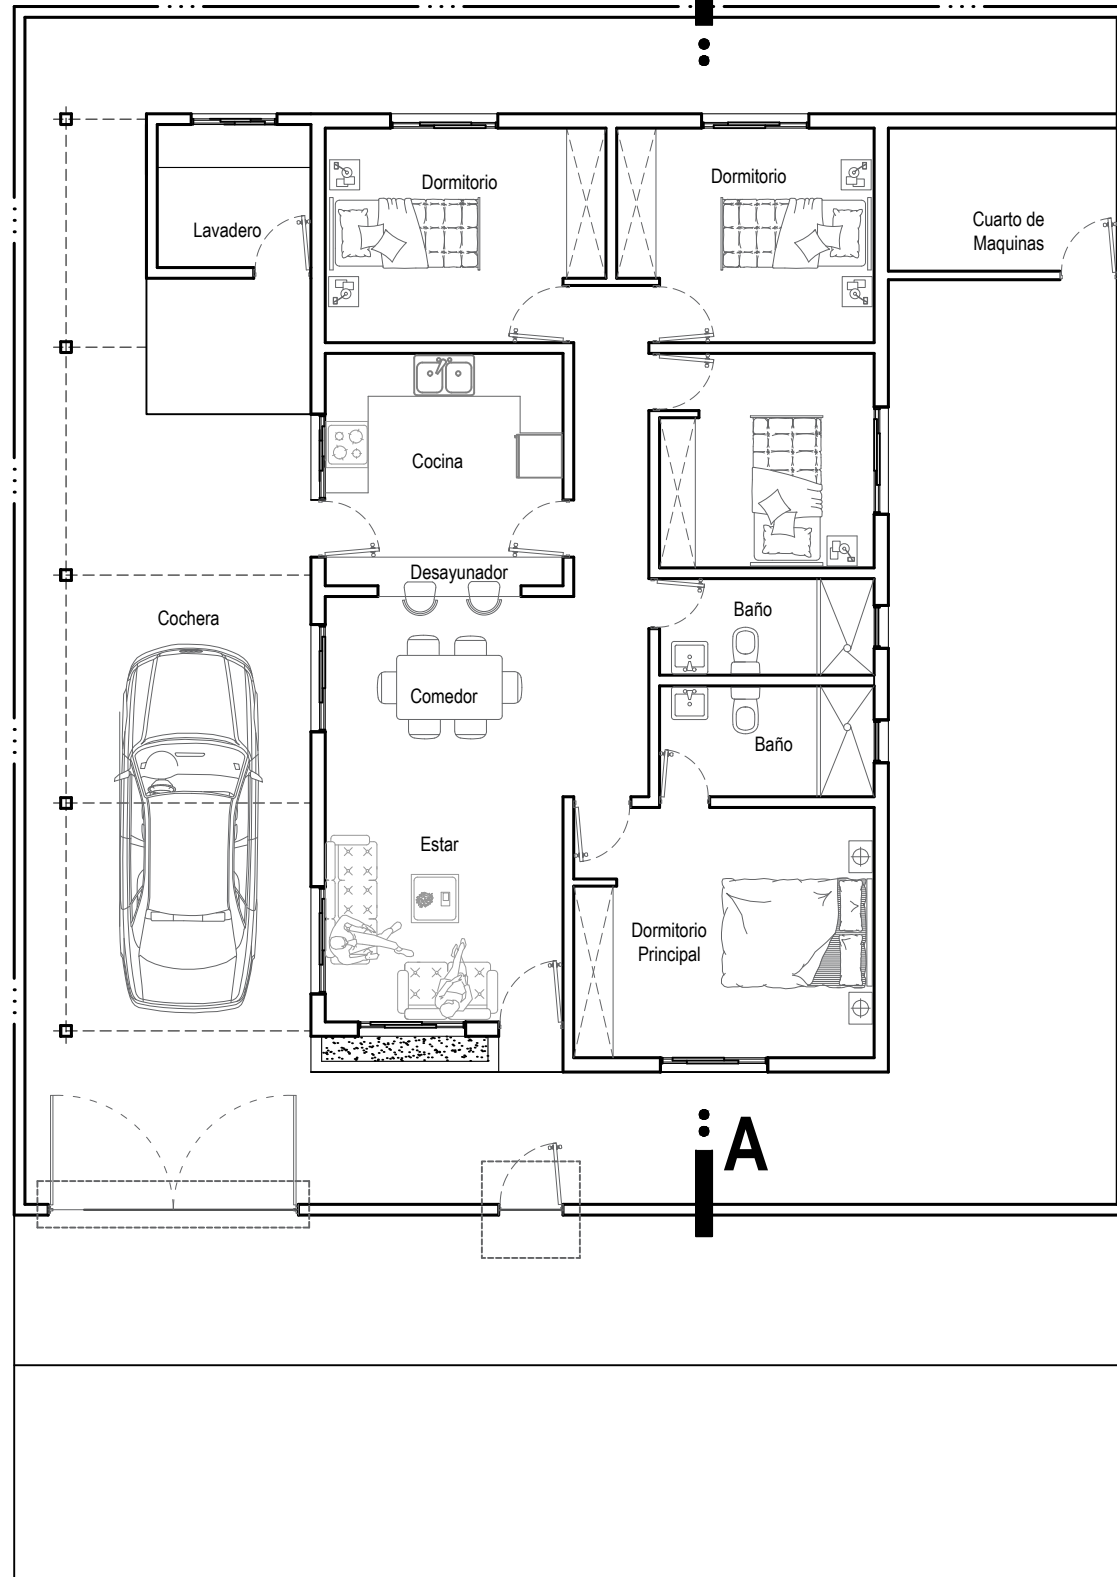 Dormitorio
Dormitorio
Lavadero
Cuarto de
Maquinas
Cocina
Desayunador
Cochera
Baño
Comedor
Baño
Estar
Dormitorio
Principal
A